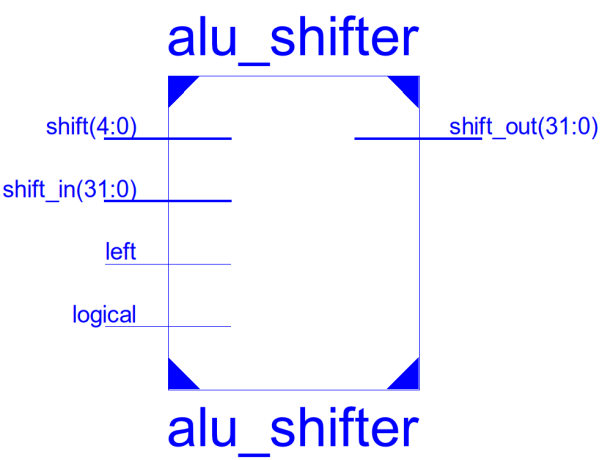 alu_shifter
shift(4:0)
shift_out(31:0)
shift_in(31:0)
left
logical
alu_shifter